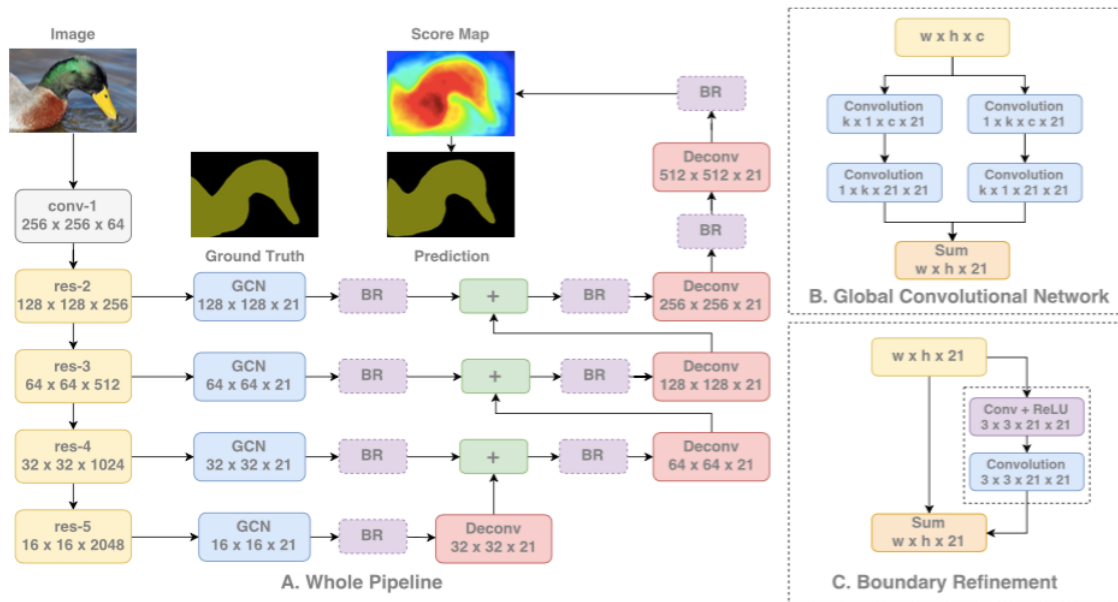 Image
Score Map
BR
Deconv
512 x 512 x 21
conv-1
256 x 256 x 64
BR
Ground Truth
Prediction
res-2
128 x 128 x 256
GCN
128 x 128 x 21
BR
+
BR
Deconv
256 x 256 x 21
res-3
64 x 64 x 512
GCN
64 x 64 x 21
BR
+
BR
Deconv
128 x 128 x 21
res-4
32 x 32 x 1024
GCN
32 x 32 x 21
BR
+
BR
Deconv
64 x 64 x 21
res-5
16 x 16 x 2048
GCN
16 x 16 x 21
BR
Deconv
32 x 32 x 21
A. Whole Pipeline
w x h x c
Convolution
k x 1 x c x 21
Convolution
1 x k x c x 21
Convolution
1 x k x 21 x 21
Convolution
k x 1 x 21 x 21
Sum
w x h x 21
B. Global Convolutional Network
w x h x 21
Conv + ReLU
3 x 3 x 21 x 21
Convolution
3 x 3 x 21 x 21
Sum
w x h x 21
C. Boundary Refinement